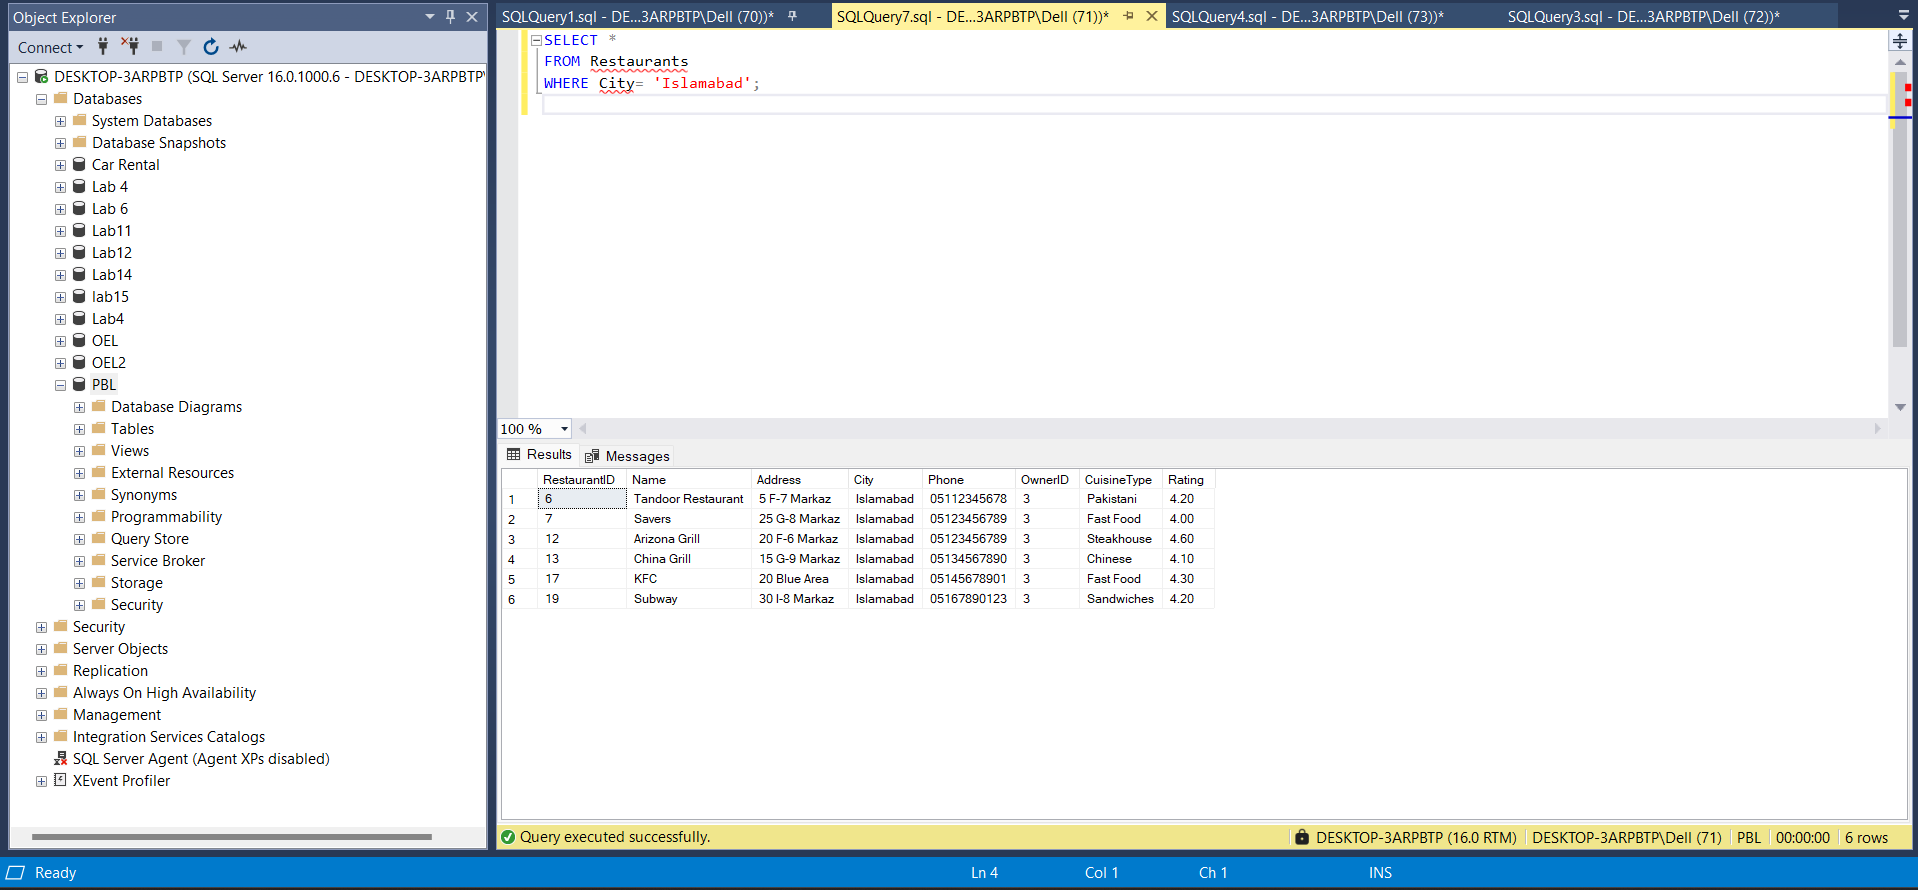 Object Explorer
Connect
DESKTOP-3ARPBTP (SQL Server 16.0.1000.6 - DESKTOP-3ARPBTP\
Databases
System Databases
Database Snapshots
Car Rental
Lab 4
Lab 6
Lab11
Lab12
Lab14
lab15
Lab4
OEL
OEL2
PBL
Database Diagrams
Tables
Views
External Resources
Synonyms
Programmability
Query Store
Service Broker
Storage
Security
Security
Server Objects
Replication
Always On High Availability
Management
Integration Services Catalogs
SQL Server Agent (Agent XPs disabled)
XEvent Profiler
SQLQuery1.sql - DE...3ARPBTP\Dell (70))* SQLQuery7.sql - DE...3ARPBTP\Dell (71))* SQLQuery4.sql - DE...3ARPBTP\Dell (73))* SQLQuery3.sql - DE...3ARPBTP\Dell (72))*
SELECT *
FROM Restaurants
WHERE City= 'Islamabad';
100 %
Results Messages
RestaurantID Name Address City Phone OwnerID CuisineType Rating
1 6 Tandoor Restaurant 5 F-7 Markaz Islamabad 05112345678 3 Pakistani 4.20
2 7 Savers 25 G-8 Markaz Islamabad 05123456789 3 Fast Food 4.00
3 12 Arizona Grill 20 F-6 Markaz Islamabad 05123456789 3 Steakhouse 4.60
4 13 China Grill 15 G-9 Markaz Islamabad 05134567890 3 Chinese 4.10
5 17 KFC 20 Blue Area Islamabad 05145678901 3 Fast Food 4.30
6 19 Subway 30 I-8 Markaz Islamabad 05167890123 3 Sandwiches 4.20
Query executed successfully. DESKTOP-3ARPBTP (16.0 RTM) DESKTOP-3ARPBTP\Dell (71) PBL 00:00:00 6 rows
Ready Ln 4 Col 1 Ch 1 INS